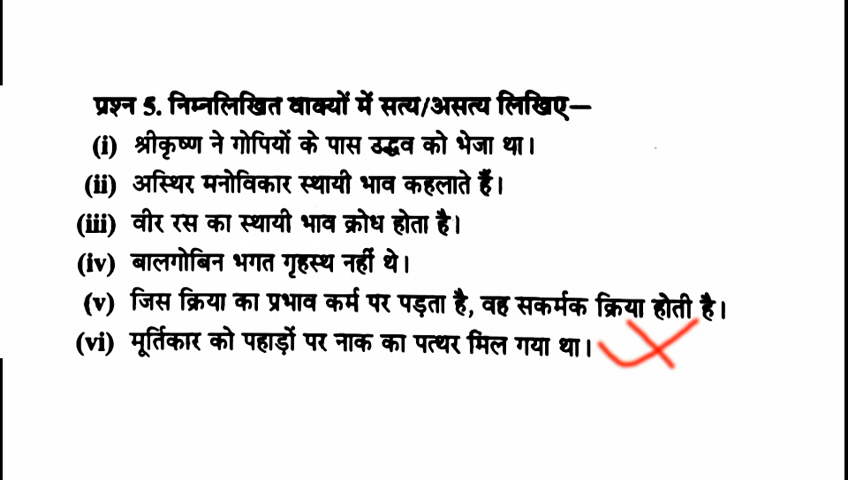 प्रश्न 5. निम्नलिखित वाक्यों में सत्य/असत्य लिखिए—
(i) श्रीकृष्ण ने गोपियों के पास उद्धव को भेजा था।
(ii) अस्थिर मनोविकार स्थायी भाव कहलाते हैं।
(iii) वीर रस का स्थायी भाव क्रोध होता है।
(iv) बालगोबिन भगत गृहस्थ नहीं थे।
(v) जिस क्रिया का प्रभाव कर्म पर पड़ता है, वह सकर्मक क्रिया होती है।
(vi) मूर्तिकार को पहाड़ों पर नाक का पत्थर मिल गया था।